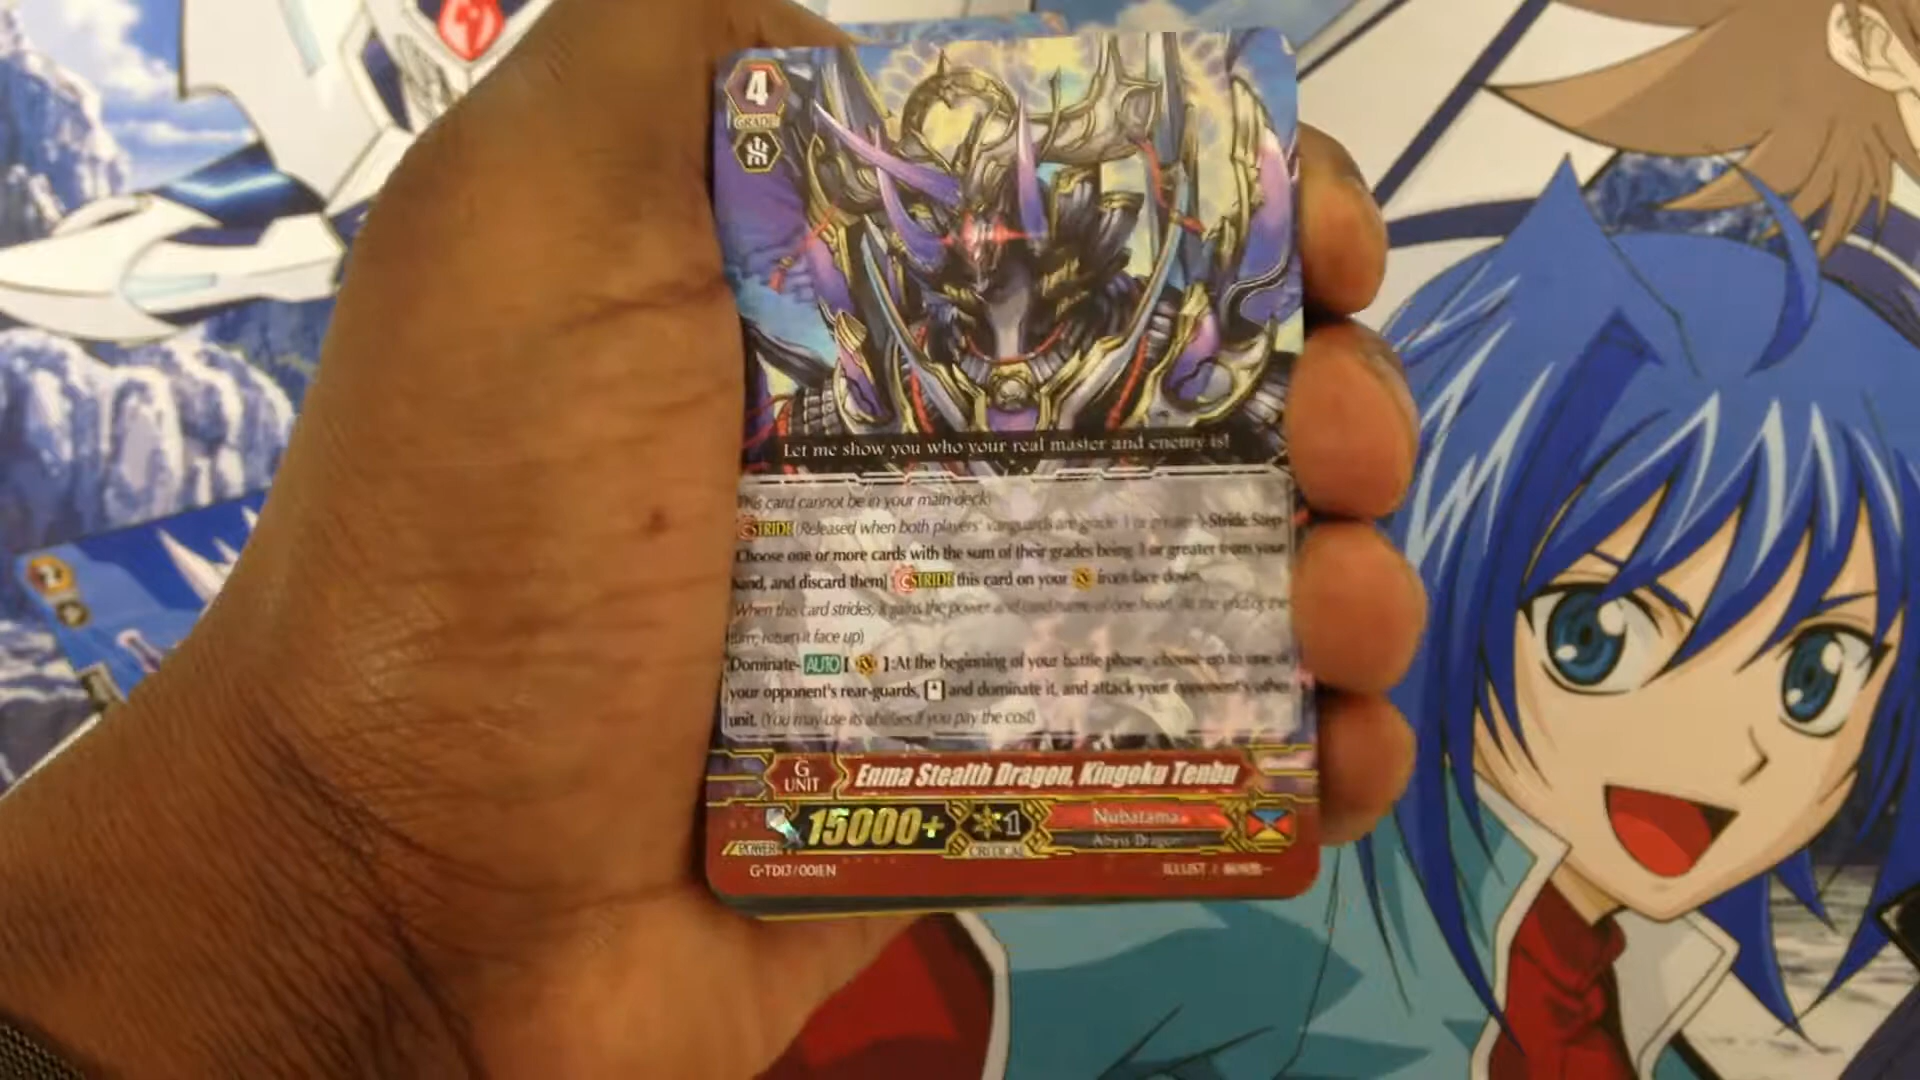 4
GRADE
Let me show you who your real master and enemy is!
This card cannot be in your main deck)
STRIDE (Released when both players' vanguards are grade or greater)-Stride Step-
Choose one or more cards with the sum of their grades being or greater from your
hand, and discard them] STRIDE this card on your from face down.
When this card strides, it gains the power and card name of one heart. At the end of the
turn, return it face up)
Dominate-AUTO[ ]:At the beginning of your battle phase, choose up to one of
your opponent's rear-guards, and dominate it, and attack your opponent's other
unit. (You may use its abilities if you pay the cost)
G
UNIT
Enma Stealth Dragon, Kingoku Tenbu
POWER 15000+ 1 CRITICAL
Nubatama
Abyss Dragon
G-TD13/001EN
ILLUST /
2